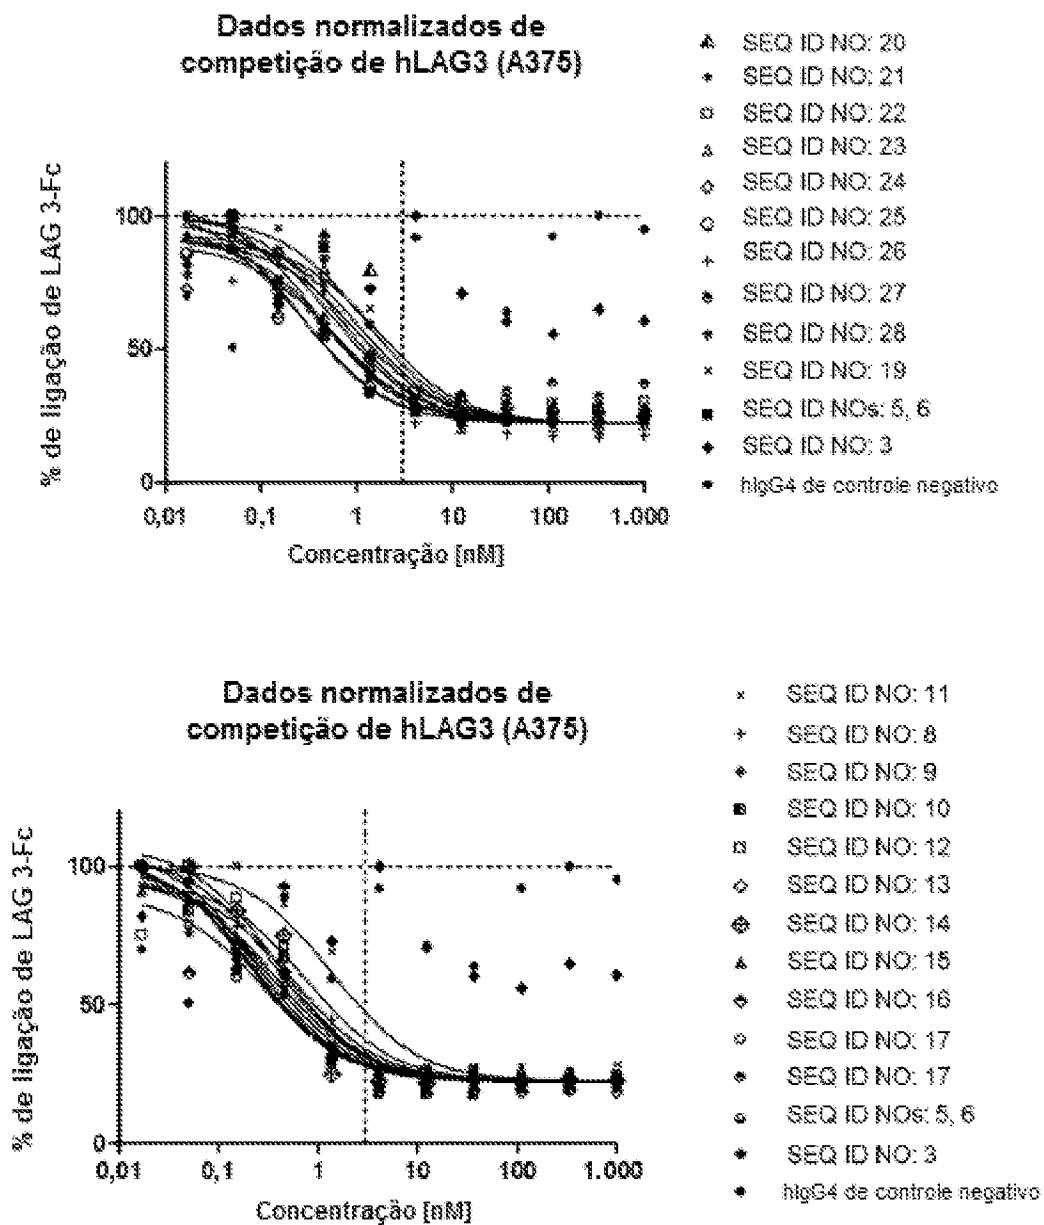 Dados normalizados de
competição de hLAG3 (A375)
% de ligação de LAG 3-Fc
100
50
0
0,01
0,1
1
10
100
1.000
Concentração [nM]
SEQ ID NO: 20
SEQ ID NO: 21
SEQ ID NO: 22
SEQ ID NO: 23
SEQ ID NO: 24
SEQ ID NO: 25
SEQ ID NO: 26
SEQ ID NO: 27
SEQ ID NO: 28
SEQ ID NO: 19
SEQ ID NOs: 5, 6
SEQ ID NO: 3
hIgG4 de controle negativo
Dados normalizados de
competição de hLAG3 (A375)
% de ligação de LAG 3-Fc
100
50
0
0,01
0,1
1
10
100
1.000
Concentração [nM]
SEQ ID NO: 11
SEQ ID NO: 8
SEQ ID NO: 9
SEQ ID NO: 10
SEQ ID NO: 12
SEQ ID NO: 13
SEQ ID NO: 14
SEQ ID NO: 15
SEQ ID NO: 16
SEQ ID NO: 17
SEQ ID NO: 17
SEQ ID NOs: 5, 6
SEQ ID NO: 3
hIgG4 de controle negativo